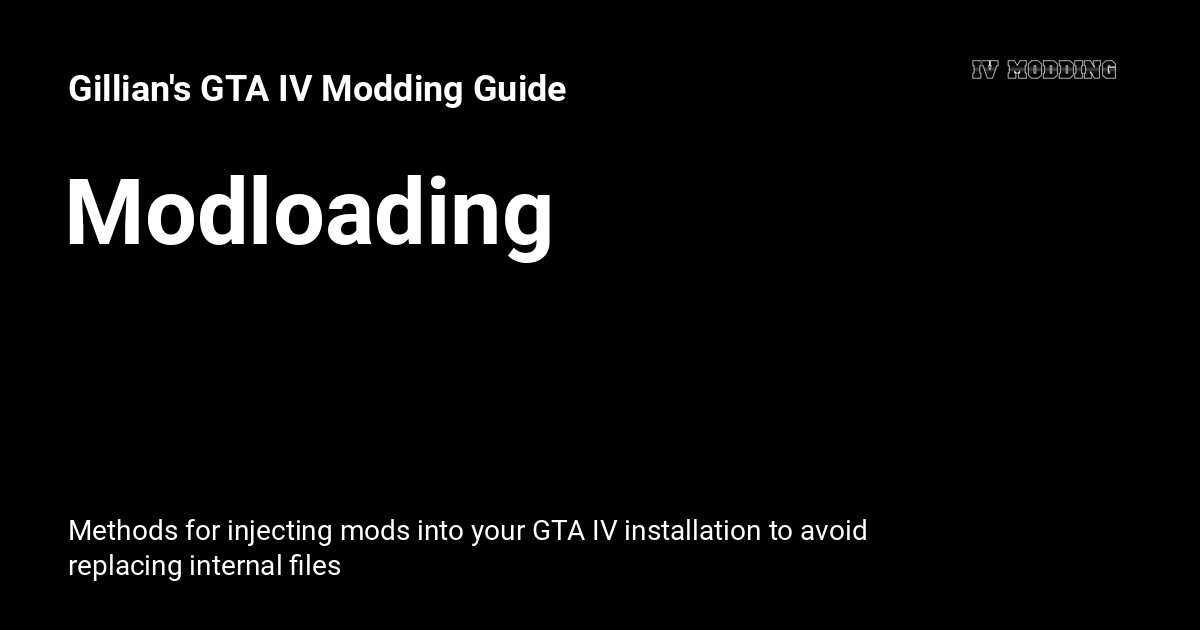 Gillian's GTA IV Modding Guide
IV MODDING
Modloading
Methods for injecting mods into your GTA IV installation to avoid
replacing internal files